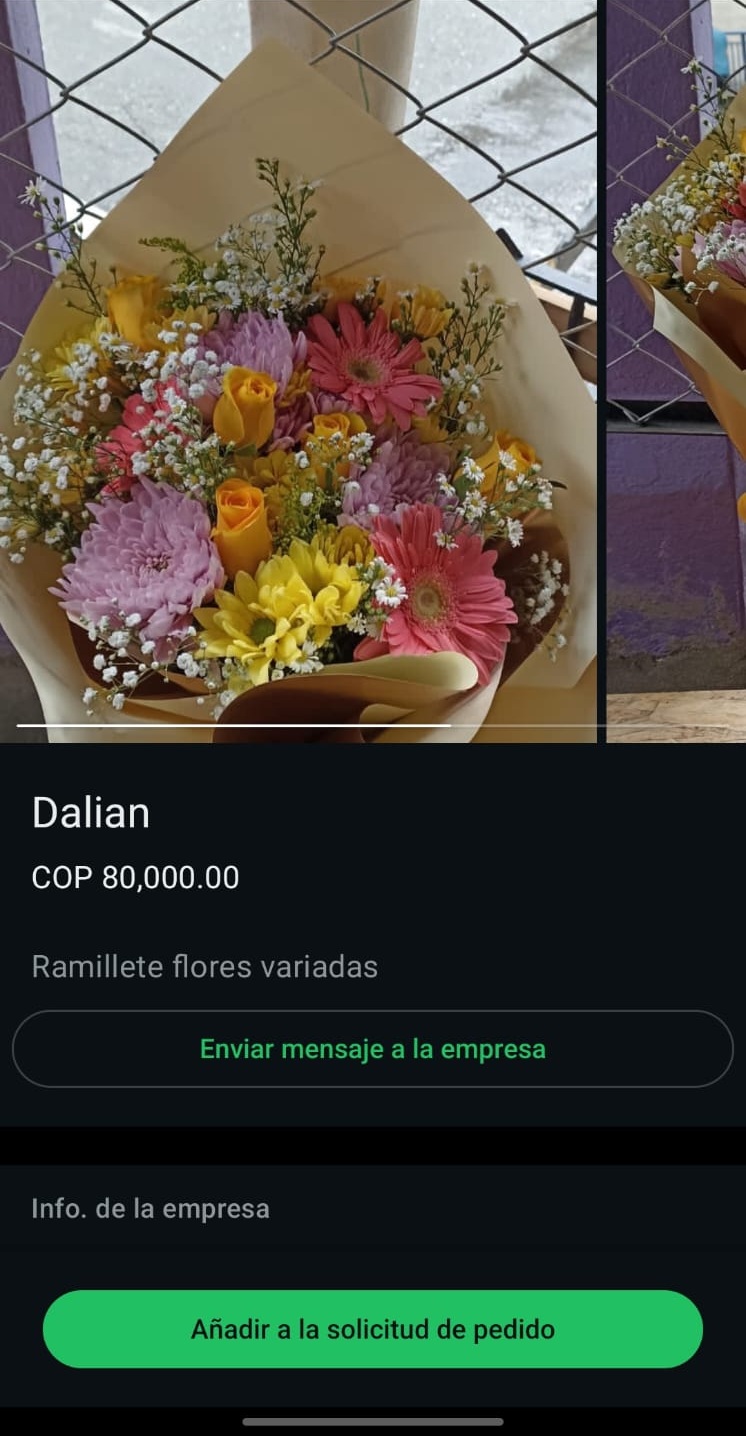 Dalian
COP 80,000.00
Ramillete flores variadas
Enviar mensaje a la empresa
Info. de la empresa
Añadir a la solicitud de pedido